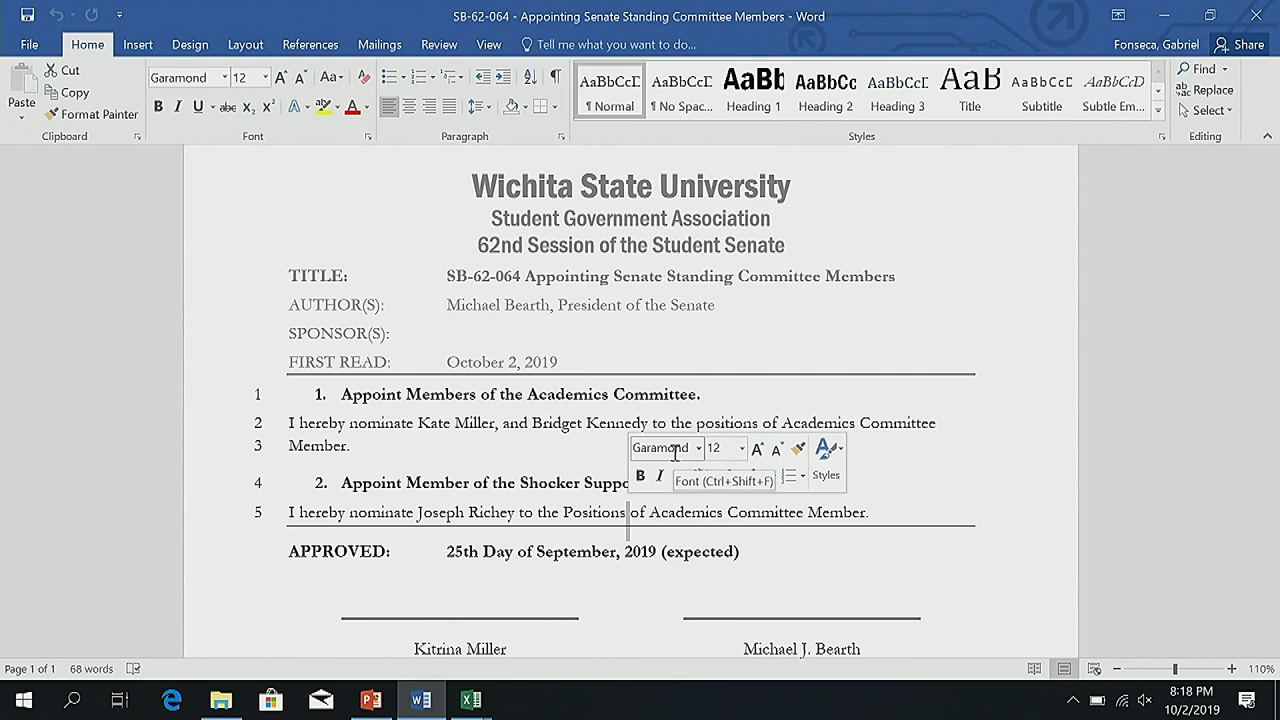 SB-62-064 - Appointing Senate Standing Committee Members - Word
File Home Insert Design Layout References Mailings Review View Tell me what you want to do... Fonseca, Gabriel Share
Paste
Cut
Copy
Format Painter
Clipboard
Garamond 12
Font
Paragraph
AaBbCcD AaBbCcD AaBb AaBbCc AaBbCcD AaB AaBbCcD AaBbCcD
¶ Normal ¶ No Spac... Heading 1 Heading 2 Heading 3 Title Subtitle Subtle Em...
Styles
Find
Replace
Select
Editing
Wichita State University
Student Government Association
62nd Session of the Student Senate
TITLE: SB-62-064 Appointing Senate Standing Committee Members
AUTHOR(S): Michael Bearth, President of the Senate
SPONSOR(S):
FIRST READ: October 2, 2019
1 1. Appoint Members of the Academics Committee.
2 I hereby nominate Kate Miller, and Bridget Kennedy to the positions of Academics Committee
3 Member.
Garamond 12
B I Styles
Font (Ctrl+Shift+F)
4 2. Appoint Member of the Shocker
5 I hereby nominate Joseph Richey to the Positions of Academics Committee Member.
APPROVED: 25th Day of September, 2019 (expected)
Kitrina Miller Michael J. Bearth
Page 1 of 1 68 words 110%
8:18 PM
10/2/2019